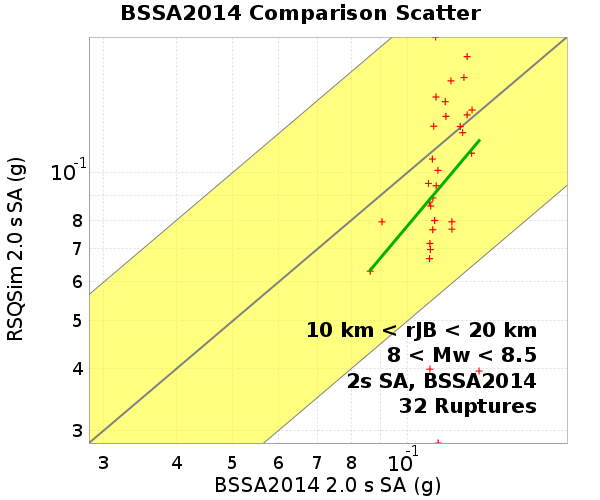 BSSA2014 Comparison Scatter
RSQSim 2.0 s SA (g)
10-1
8
7
6
5
4
3
10 km < rJB < 20 km
8 < Mw < 8.5
2s SA, BSSA2014
32 Ruptures
3 4 5 6 7 8 10-1
BSSA2014 2.0 s SA (g)